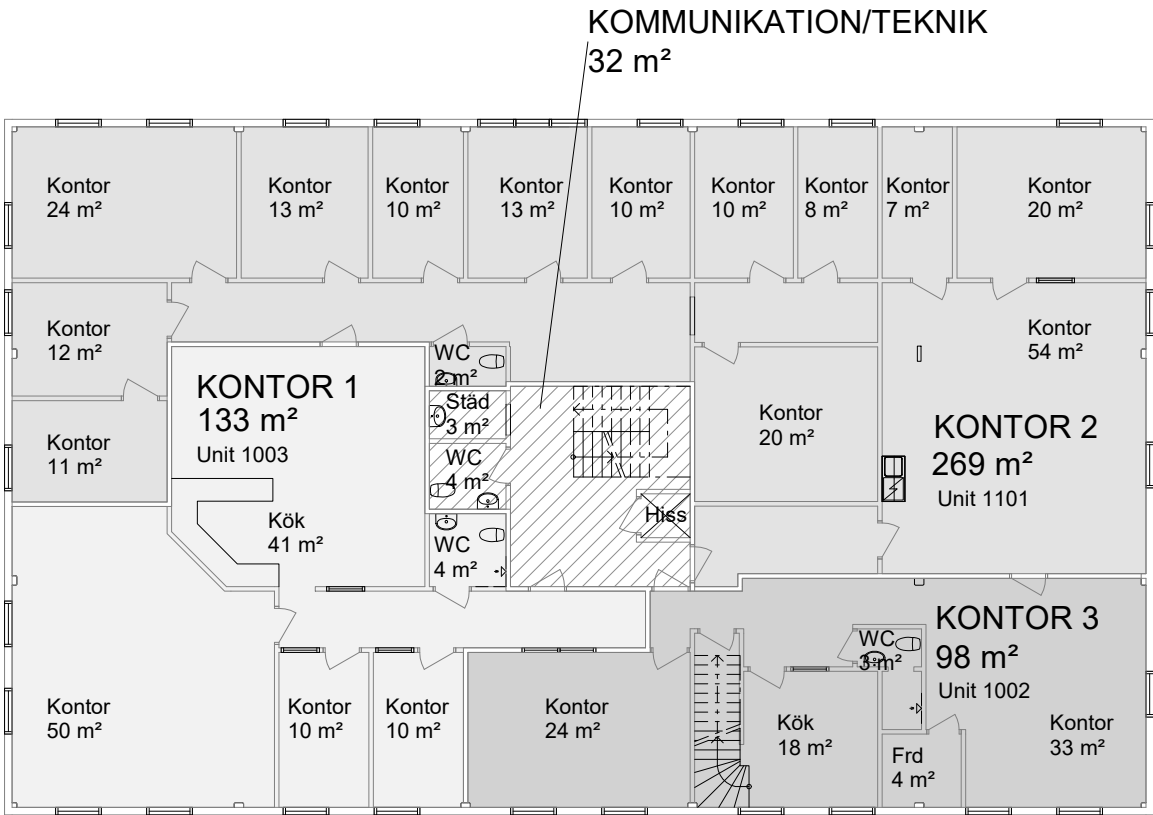 KOMMUNIKATION/TEKNIK
32 m²
Kontor
24 m²
Kontor
13 m²
Kontor
10 m²
Kontor
13 m²
Kontor
10 m²
Kontor
10 m²
Kontor
8 m²
Kontor
7 m²
Kontor
20 m²
Kontor
12 m²
Kontor
11 m²
KONTOR 1
133 m²
Unit 1003
Kök
41 m²
WC
2 m²
Städ
3 m²
WC
4 m²
WC
4 m²
Hiss
Kontor
20 m²
Kontor
54 m²
KONTOR 2
269 m²
Unit 1101
KONTOR 3
98 m²
Unit 1002
WC
3 m²
Kontor
50 m²
Kontor
10 m²
Kontor
10 m²
Kontor
24 m²
Kök
18 m²
Frd
4 m²
Kontor
33 m²